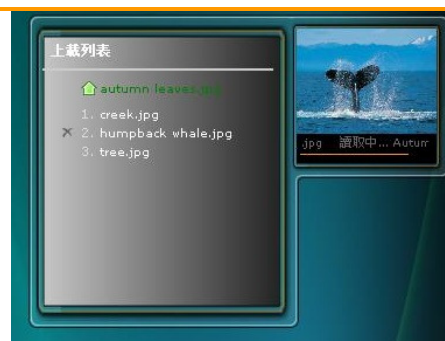 上載列表
autumn leaves.jpg
1. creek.jpg
2. humpback whale.jpg
3. tree.jpg
.jpg 讀取中... Autum